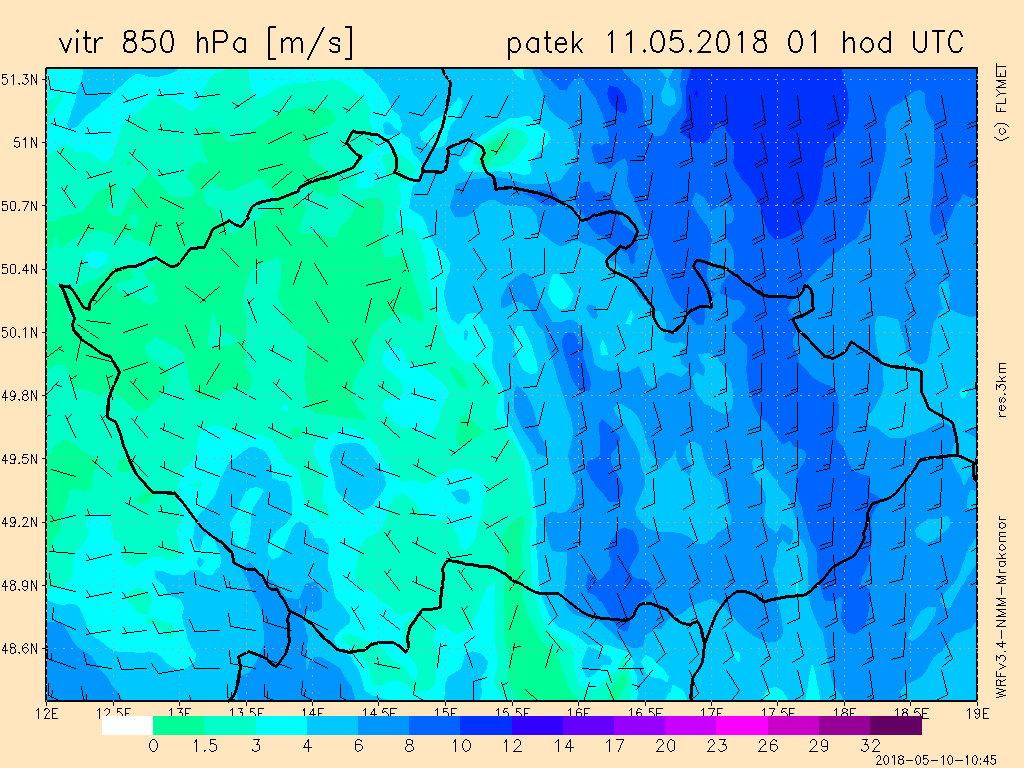 vitr 850 hPa [m/s]
patek 11.05.2018 01 hod UTC
51.3N
51N
50.7N
50.4N
50.1N
49.8N
49.5N
49.2N
48.9N
48.6N
12E 12.5E 13E 13.5E 14E 14.5E 15E 15.5E 16E 16.5E 17E 17.5E 18E 18.5E 19E
0 1.5 3 4 6 8 10 12 14 17 20 23 26 29 32
(c) FLYMET
res.3km
WRFv3.4-NMM-Mrakomor
2018-05-10-10:45